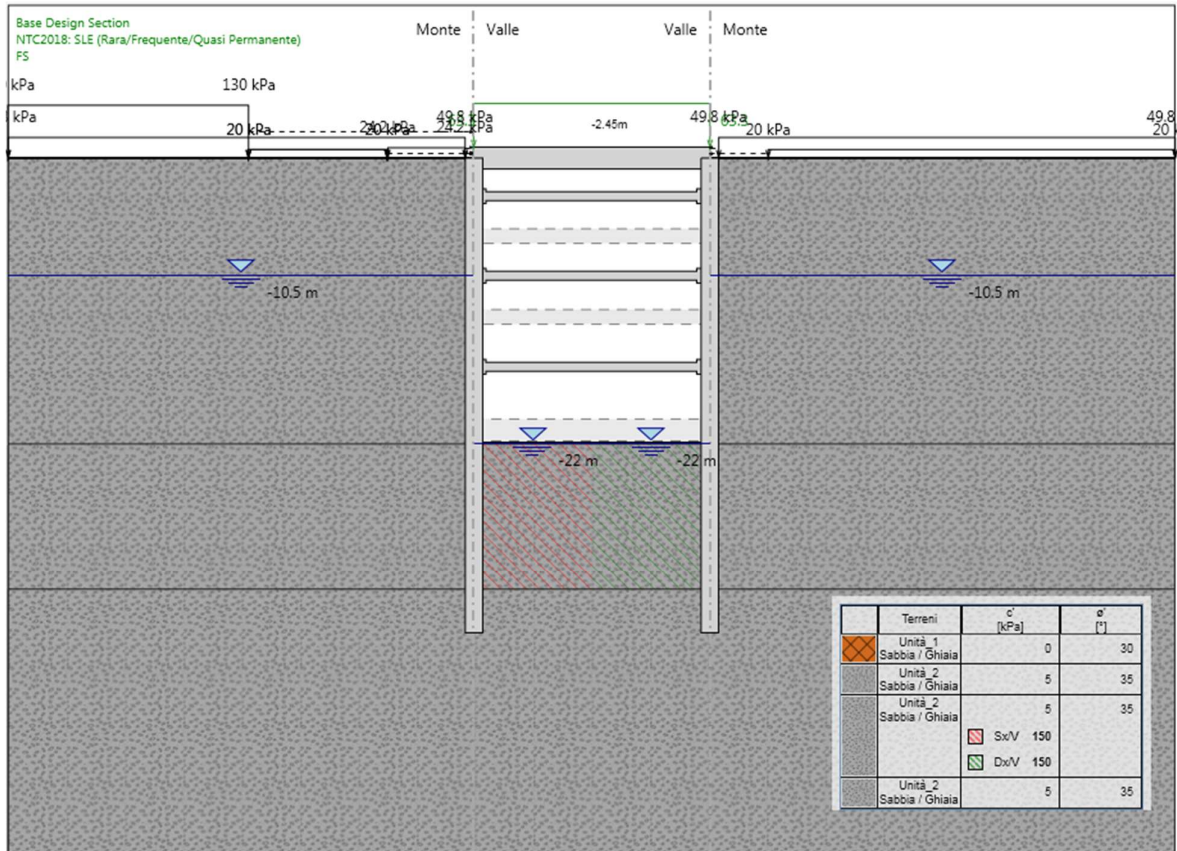 Base Design Section
NTC2018: SLE (Rara/Frequente/Quasi Permanente)
FS
Monte Valle Valle Monte
kPa 130 kPa
kPa 49.8 kPa 49.8 kPa 49.8
20 kPa 24.2 kPa 20 kPa 24.2 kPa -2.45m 20 kPa 20
-10.5 m -10.5 m
-22 m -22 m
Terreni c' ø'
[kPa] [°]
Unità_1
Sabbia / Ghiaia 0 30
Unità_2
Sabbia / Ghiaia 5 35
Unità_2
Sabbia / Ghiaia 5 35
Sx/V 150
Dx/V 150
Unità_2
Sabbia / Ghiaia 5 35